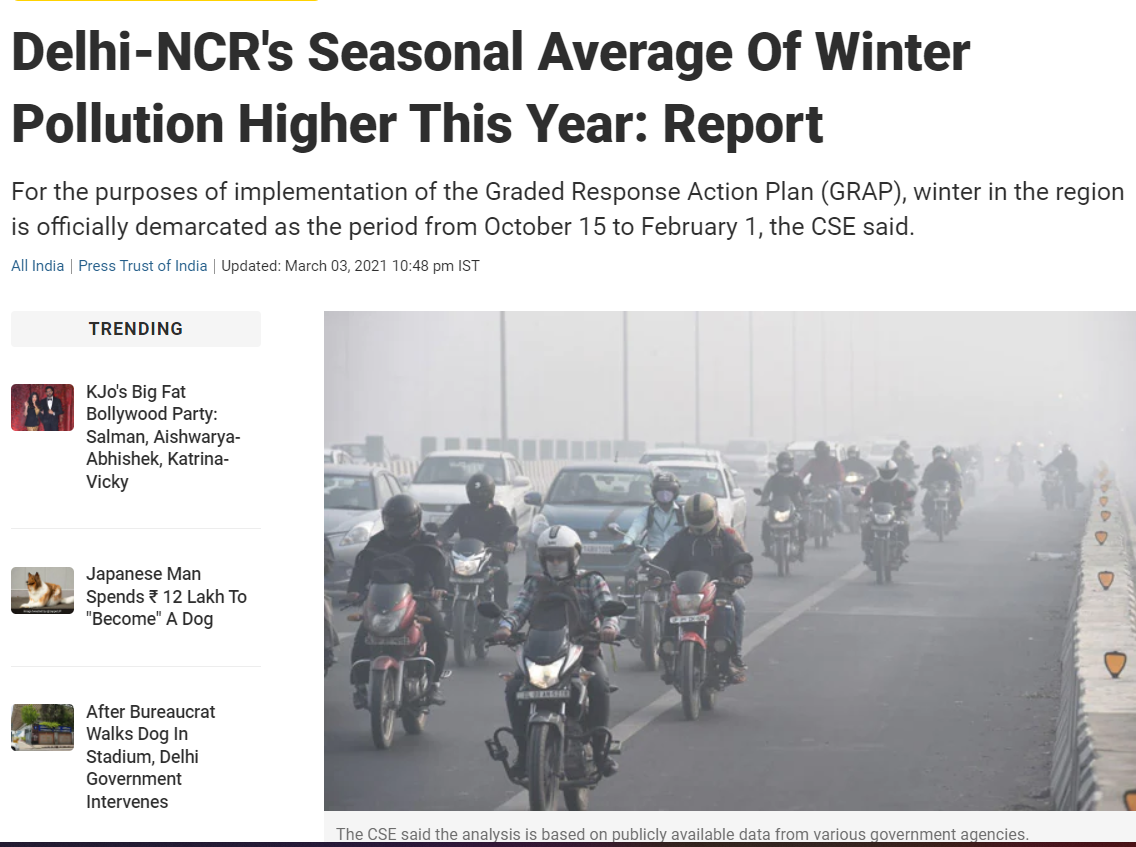 Delhi-NCR's Seasonal Average Of Winter
Pollution Higher This Year: Report
For the purposes of implementation of the Graded Response Action Plan (GRAP), winter in the region
is officially demarcated as the period from October 15 to February 1, the CSE said.
All India | Press Trust of India | Updated: March 03, 2021 10:48 pm IST
TRENDING
KJo's Big Fat
Bollywood Party:
Salman, Aishwarya-
Abhishek, Katrina-
Vicky
Japanese Man
Spends ₹ 12 Lakh To
"Become" A Dog
After Bureaucrat
Walks Dog In
Stadium, Delhi
Government
Intervenes
The CSE said the analysis is based on publicly available data from various government agencies.